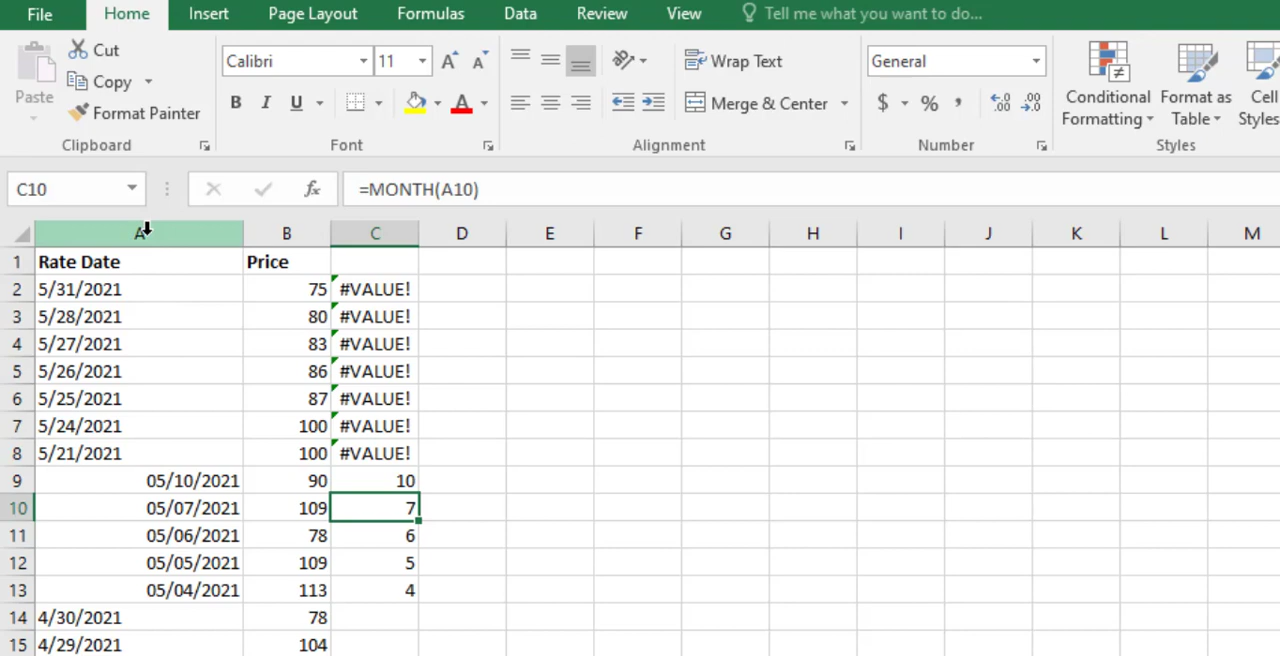 File Home Insert Page Layout Formulas Data Review View Tell me what you want to do...
Cut
Copy
Format Painter
Paste
Clipboard
Calibri 11 A A
B I U A
Font
Wrap Text
Merge & Center
Alignment
General
$ % , .00 .00
Number
Conditional Formatting
Format as Table
Cell Styles
Styles
C10 fx =MONTH(A10)
A B C D E F G H I J K L M
1 Rate Date Price
2 5/31/2021 75 #VALUE!
3 5/28/2021 80 #VALUE!
4 5/27/2021 83 #VALUE!
5 5/26/2021 86 #VALUE!
6 5/25/2021 87 #VALUE!
7 5/24/2021 100 #VALUE!
8 5/21/2021 100 #VALUE!
9 05/10/2021 90 10
10 05/07/2021 109 7
11 05/06/2021 78 6
12 05/05/2021 109 5
13 05/04/2021 113 4
14 4/30/2021 78
15 4/29/2021 104